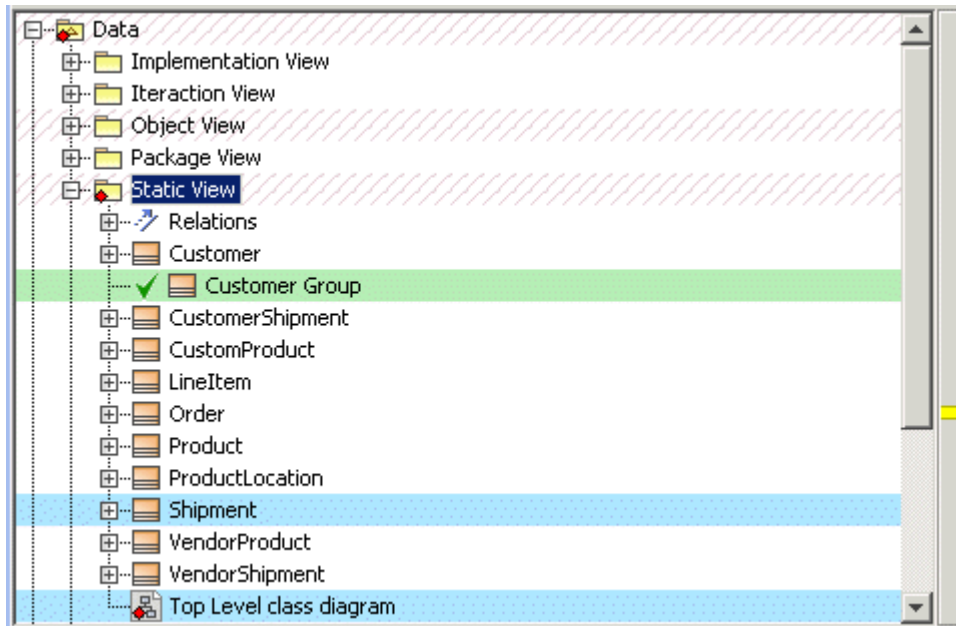 Data
Implementation View
Iteraction View
Object View
Package View
Static View
Relations
Customer
Customer Group
CustomerShipment
CustomProduct
LineItem
Order
Product
ProductLocation
Shipment
VendorProduct
VendorShipment
Top Level class diagram